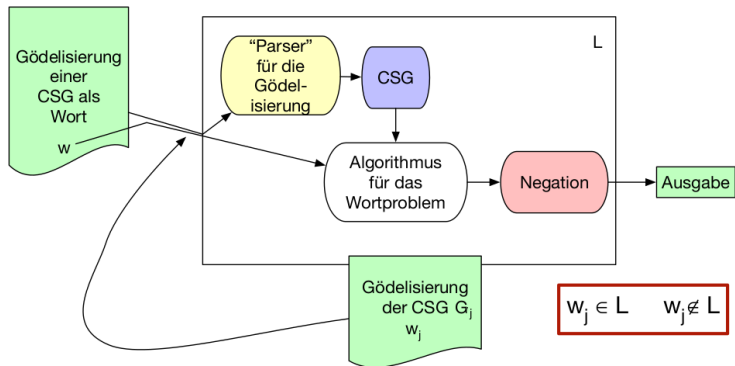 Gödelisierung
einer
CSG als
Wort
w
"Parser"
für die
Gödel-
isierung
CSG
L
Algorithmus
für das
Wortproblem
Negation
Ausgabe
Gödelisierung
der CSG Gj
wj
wj ∈ L wj ∉ L